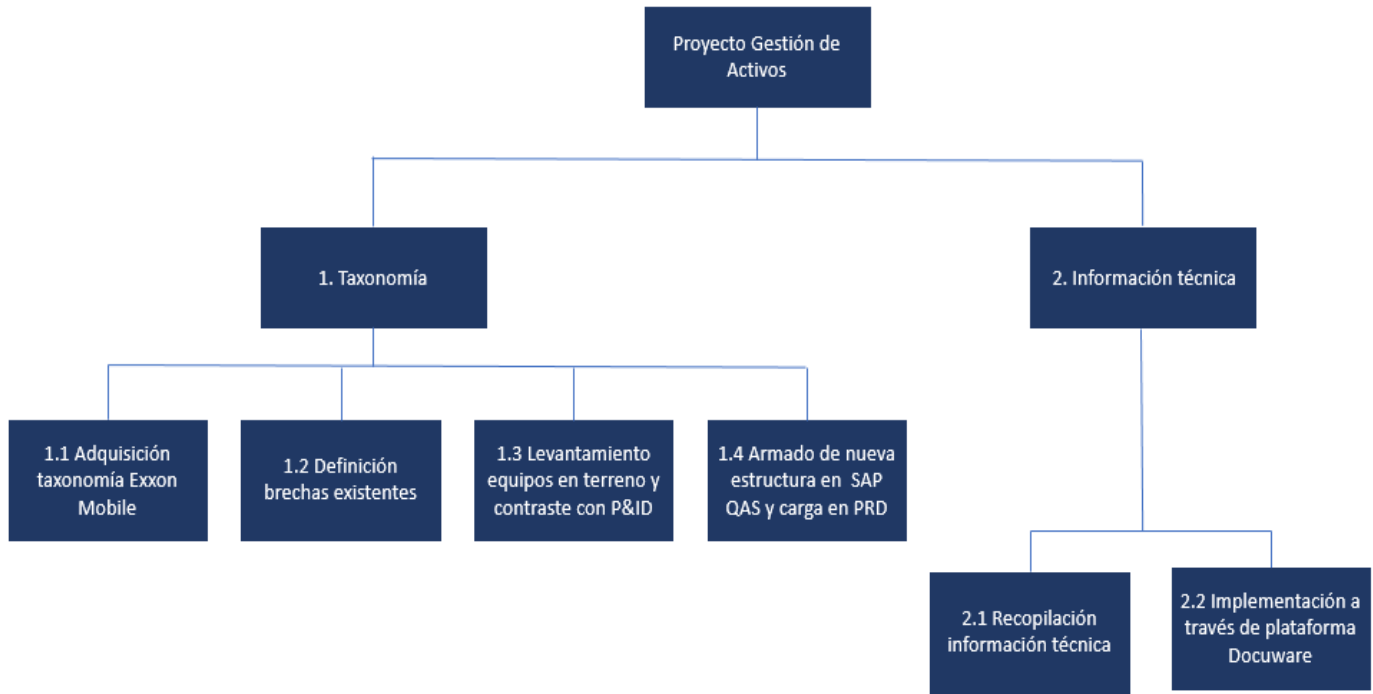 Proyecto Gestión de
Activos
1. Taxonomía
2. Información técnica
1.1 Adquisición
taxonomía Exxon
Mobile
1.2 Definición
brechas existentes
1.3 Levantamiento
equipos en terreno y
contraste con P&ID
1.4 Armado de nueva
estructura en SAP
QAS y carga en PRD
2.1 Recopilación
información técnica
2.2 Implementación a
través de plataforma
Docuware